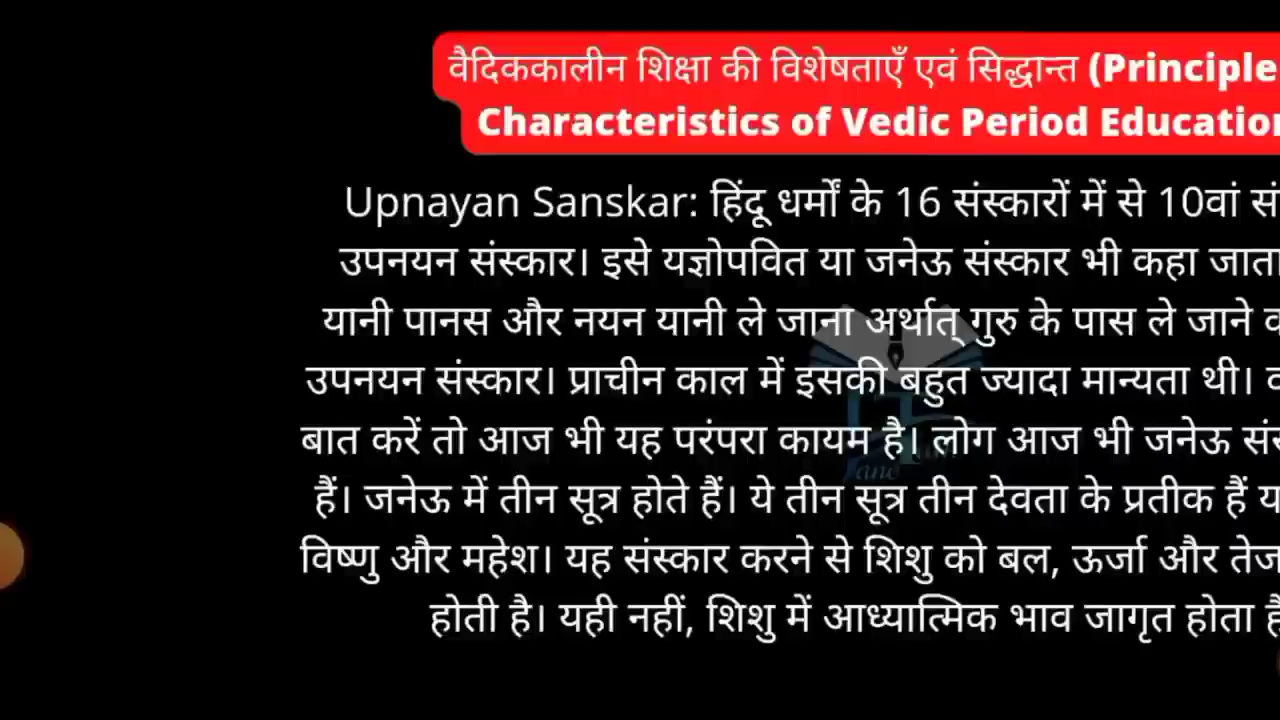 वैदिककालीन शिक्षा की विशेषताएँ एवं सिद्धान्त (Principle
Characteristics of Vedic Period Education
Upnayan Sanskar: हिंदू धर्मों के 16 संस्कारों में से 10वां सं
उपनयन संस्कार। इसे यज्ञोपवित या जनेऊ संस्कार भी कहा जाता
यानी पानस और नयन यानी ले जाना अर्थात् गुरु के पास ले जाने
उपनयन संस्कार। प्राचीन काल में इसकी बहुत ज्यादा मान्यता थी।
बात करें तो आज भी यह परंपरा कायम है। लोग आज भी जनेऊ संस्
हैं। जनेऊ में तीन सूत्र होते हैं। ये तीन सूत्र तीन देवता के प्रतीक हैं य
विष्णु और महेश। यह संस्कार करने से शिशु को बल, ऊर्जा और तेज
होती है। यही नहीं, शिशु में आध्यात्मिक भाव जागृत होता है